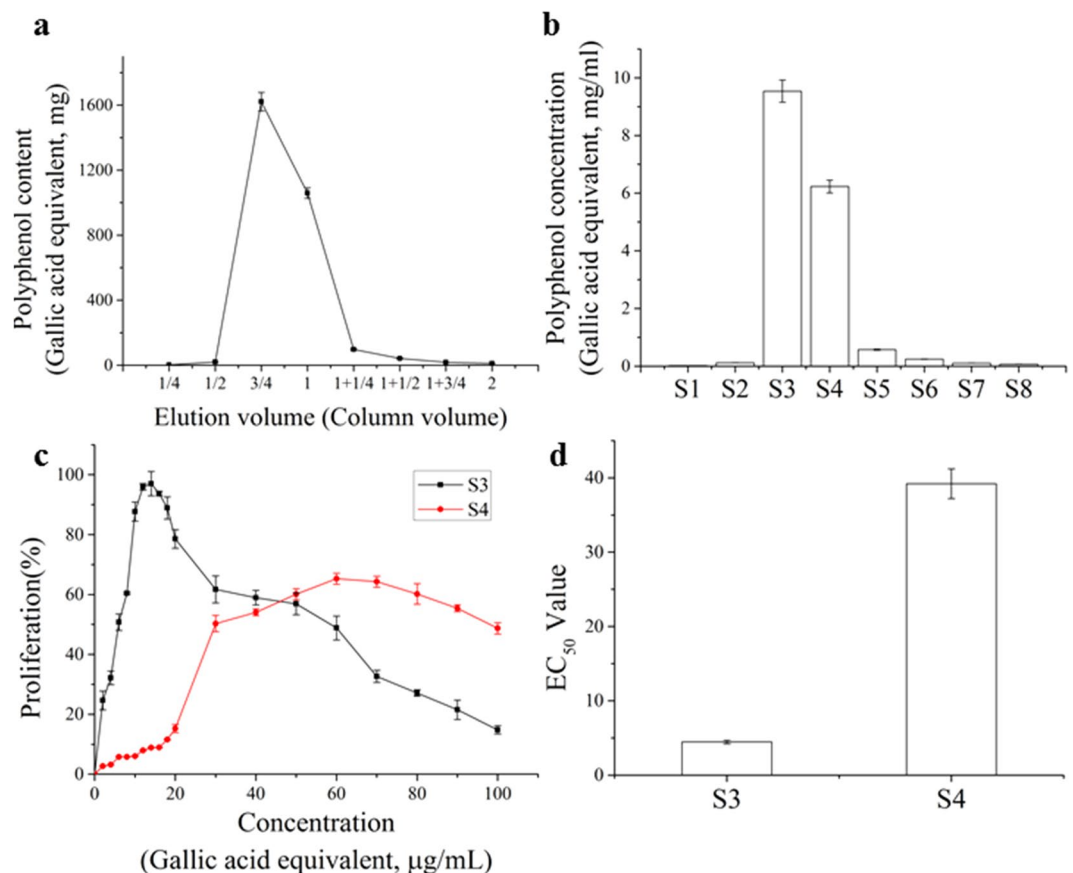 a
Polyphenol content
(Gallic acid equivalent, mg)
1600
1200
800
400
0
1/4 1/2 3/4 1 1+1/4 1+1/2 1+3/4 2
Elution volume (Column volume)
b
Polyphenol concentration
(Gallic acid equivalent, mg/ml)
10
8
6
4
2
0
S1 S2 S3 S4 S5 S6 S7 S8
c
Proliferation(%)
100
80
60
40
20
0
S3
S4
0 20 40 60 80 100
Concentration
(Gallic acid equivalent, μg/mL)
d
EC50 Value
40
30
20
10
0
S3 S4